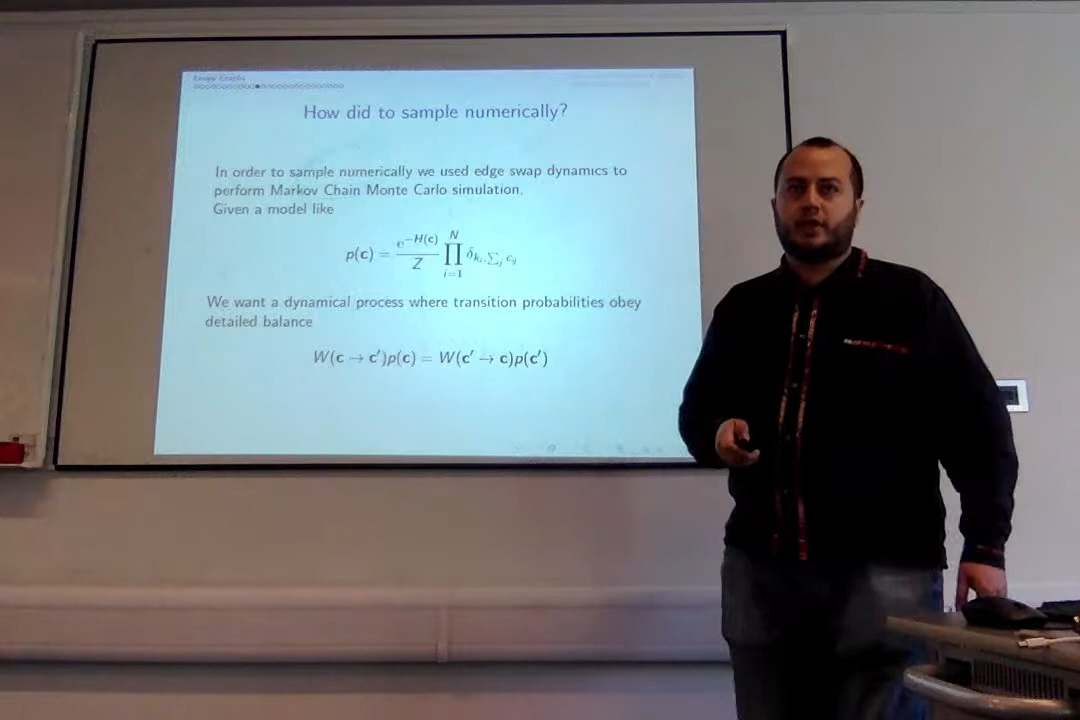 Loopy Graphs
How did to sample numerically?
In order to sample numerically we used edge swap dynamics to
perform Markov Chain Monte Carlo simulation.
Given a model like
p(c) = e^{-H(c)} / Z ∏_{i=1}^{N} δ_{k_i, ∑_j c_{ij}}
We want a dynamical process where transition probabilities obey
detailed balance
W(c → c′)p(c) = W(c′ → c)p(c′)